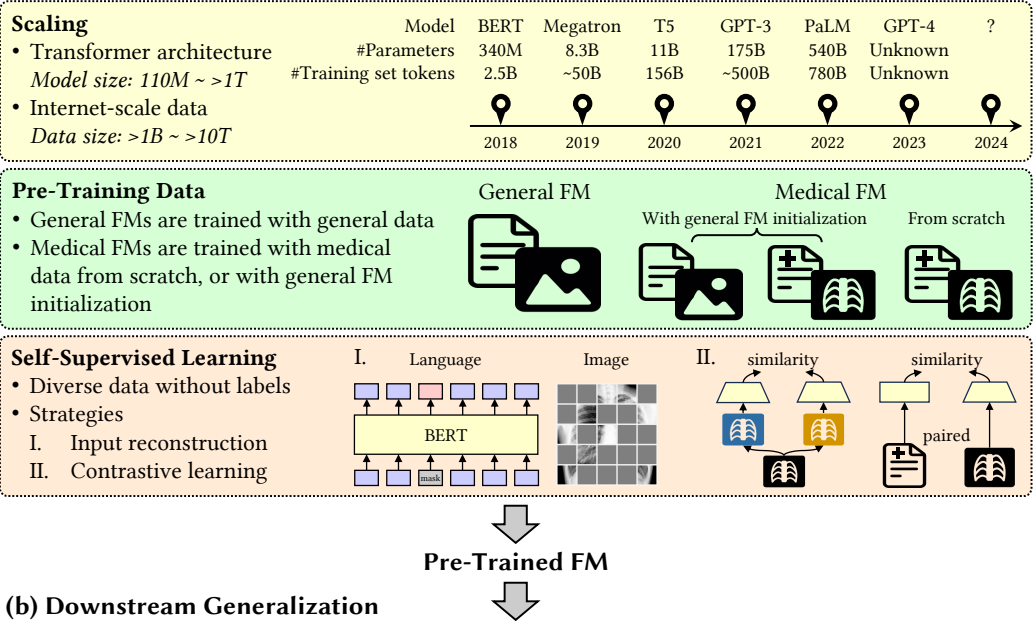 Scaling
• Transformer architecture
Model size: 110M ~ >1T
• Internet-scale data
Data size: >1B ~ >10T
Model BERT Megatron T5 GPT-3 PaLM GPT-4 ?
#Parameters 340M 8.3B 11B 175B 540B Unknown
#Training set tokens 2.5B ~50B 156B ~500B 780B Unknown
2018 2019 2020 2021 2022 2023 2024
Pre-Training Data
• General FMs are trained with general data
• Medical FMs are trained with medical
data from scratch, or with general FM
initialization
General FM
Medical FM
With general FM initialization
From scratch
Self-Supervised Learning
• Diverse data without labels
• Strategies
I. Input reconstruction
II. Contrastive learning
I. Language Image
BERT
mask
II. similarity similarity
paired
Pre-Trained FM
(b) Downstream Generalization